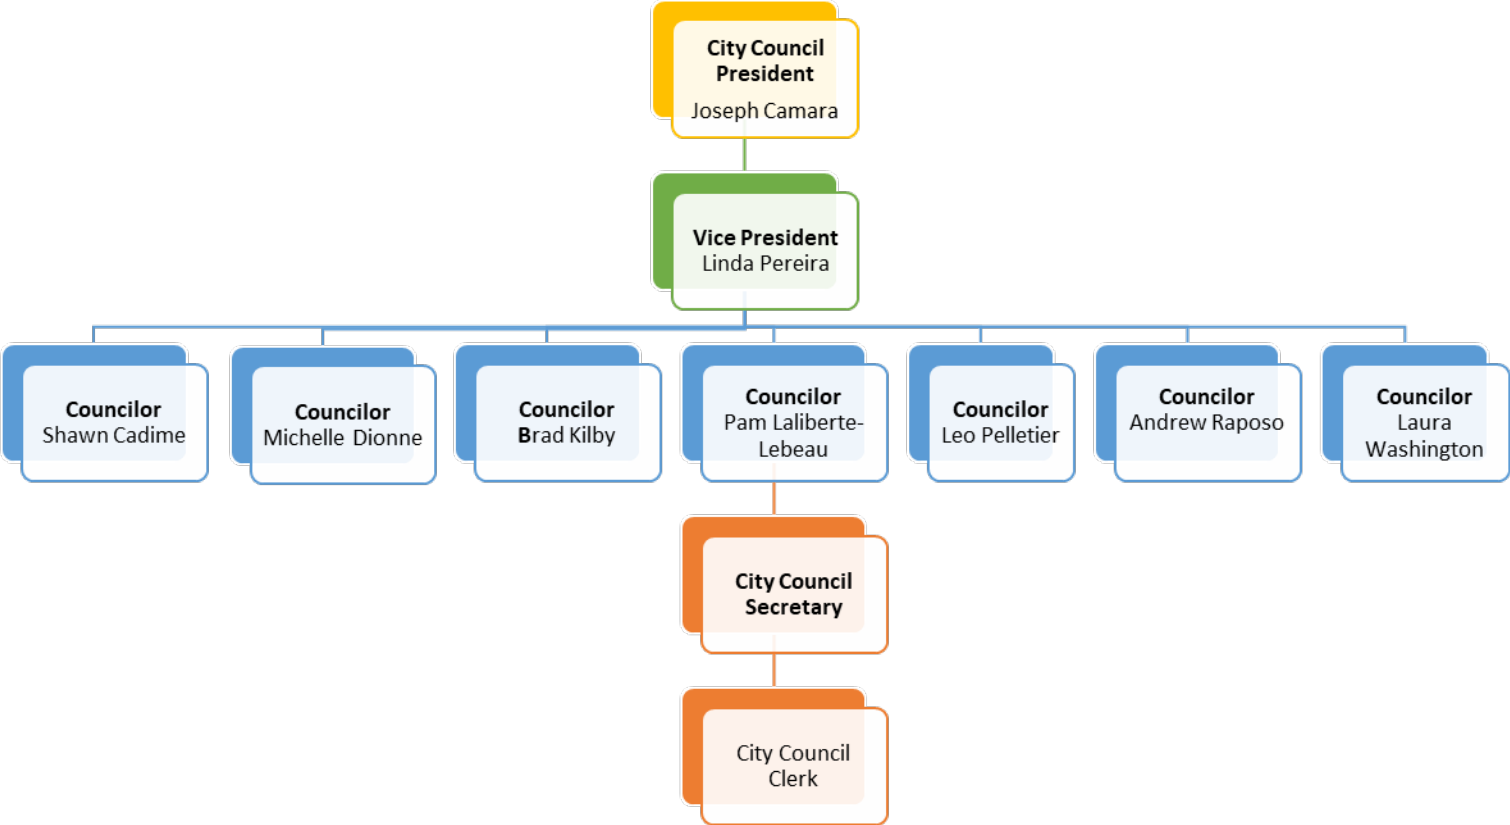 City Council
President
Joseph Camara
Vice President
Linda Pereira
Councilor
Shawn Cadime
Councilor
Michelle Dionne
Councilor
Brad Kilby
Councilor
Pam Laliberte-
Lebeau
Councilor
Leo Pelletier
Councilor
Andrew Raposo
Councilor
Laura
Washington
City Council
Secretary
City Council
Clerk